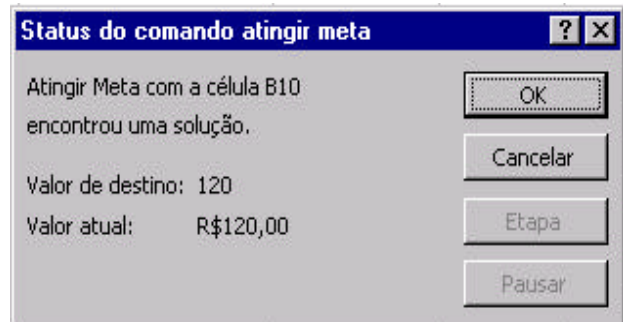 Status do comando atingir meta
Atingir Meta com a célula B10
encontrou uma solução.
Valor de destino: 120
Valor atual: R$120,00
OK
Cancelar
Etapa
Pausar